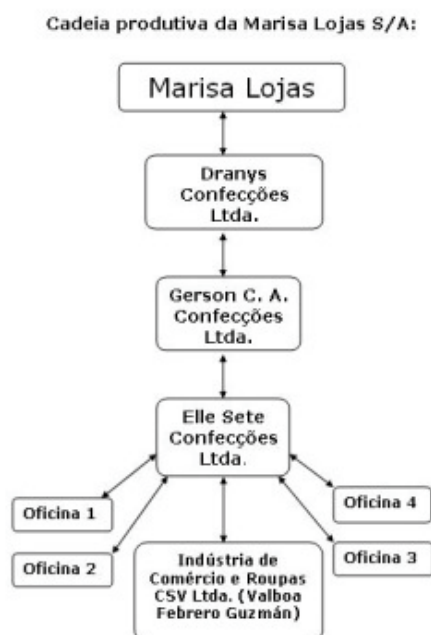 Cadeia produtiva da Marisa Lojas S/A:
Marisa Lojas
Dranys
Confecções
Ltda.
Gerson C. A.
Confecções
Ltda.
Elle Sete
Confecções
Ltda.
Oficina 1
Oficina 4
Oficina 2
Oficina 3
Indústria de
Comércio e Roupas
CSV Ltda. (Valboa
Febrero Guzmán)